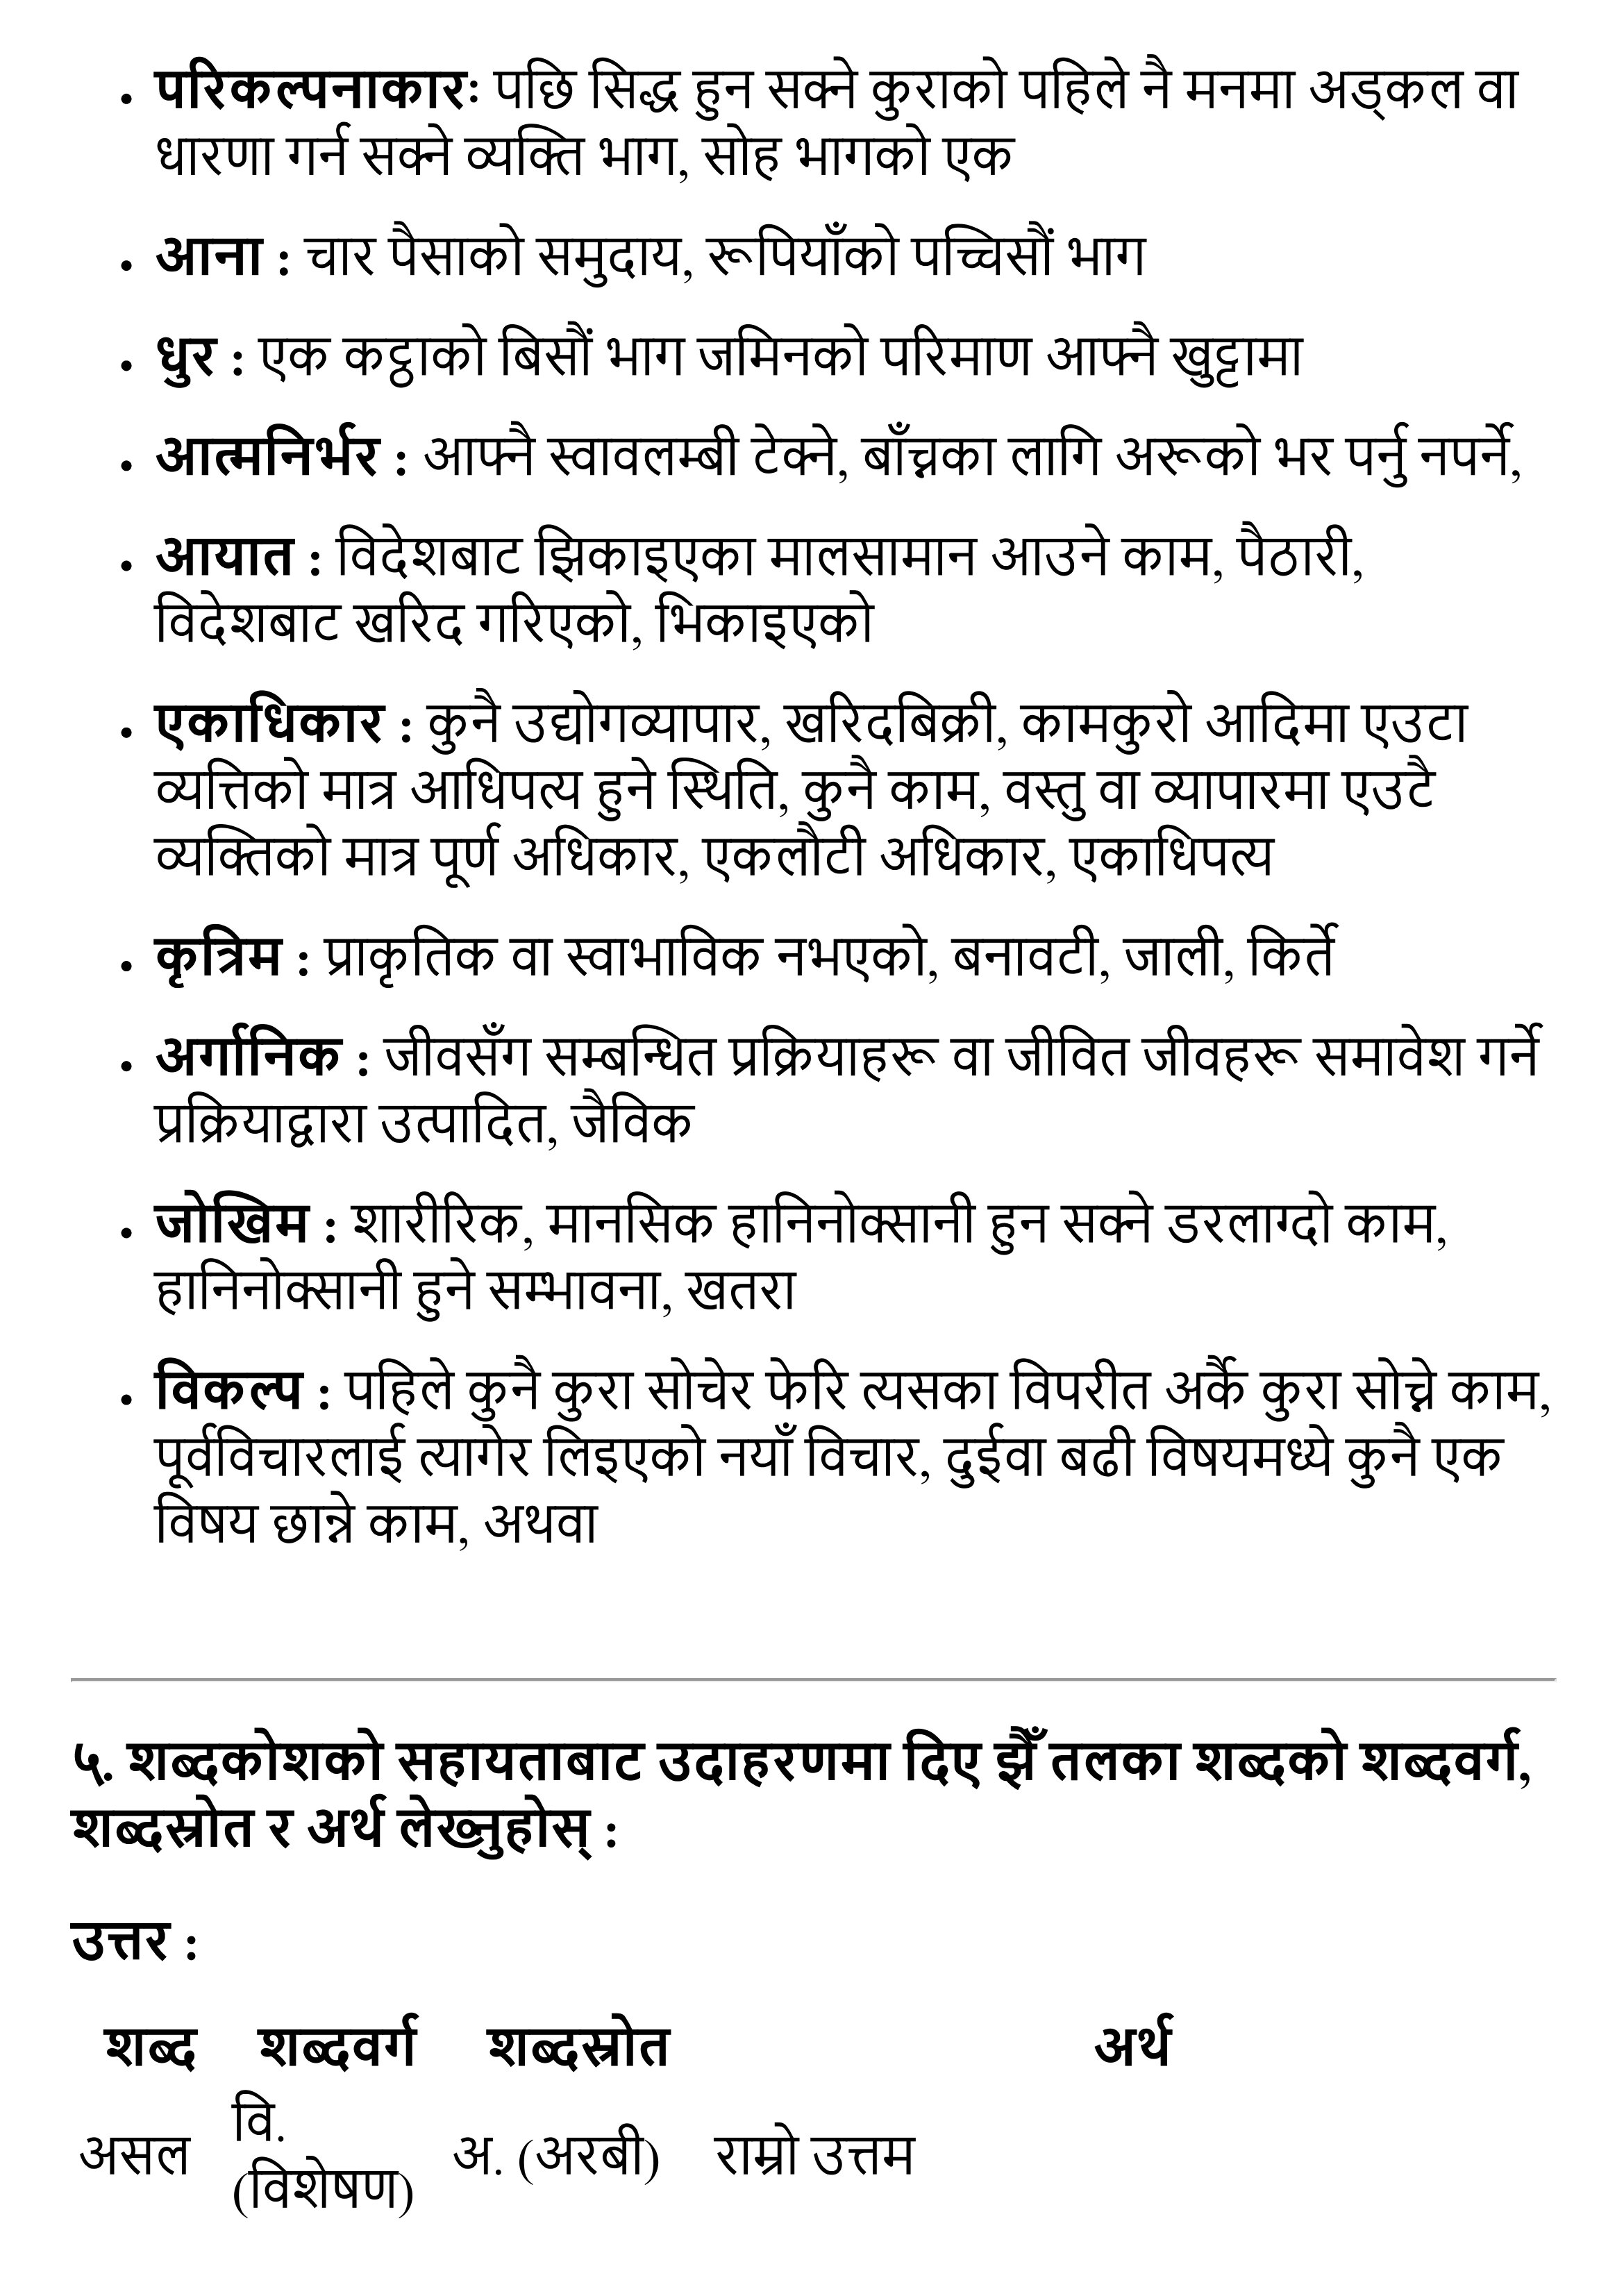 • परिकल्पनाकारः पछि सिद्ध हुन सक्ने कुराको पहिले नै मनमा अड्कल वा
धारणा गर्न सक्ने व्यक्ति भाग, सोह भागको एक
• आना : चार पैसाको समुदाय, रूपियाँको पच्चिसौं भाग
• धुर : एक कट्ठाको बिसौं भाग जमिनको परिमाण आफ्नै खुट्टामा
• आत्मनिर्भर : आफ्नै स्वावलम्बी टेक्ने, बाँच्नका लागि अरूको भर पर्नु नपर्ने,
• आयात : विदेशबाट झिकाइएका मालसामान आउने काम, पैठारी,
विदेशबाट खरिद गरिएको, भिकाइएको
• एकाधिकार : कुनै उद्योगव्यापार, खरिदबिक्री, कामकुरो आदिमा एउटा
व्यत्तिको मात्र आधिपत्य हुने स्थिति, कुनै काम, वस्तु वा व्यापारमा एउटै
व्यक्तिको मात्र पूर्ण अधिकार, एकलौटी अधिकार, एकाधिपत्य
• कृत्रिम : प्राकृतिक वा स्वाभाविक नभएको, बनावटी, जाली, किर्ते
• अर्गानिक : जीवसँग सम्बन्धित प्रक्रियाहरू वा जीवित जीवहरू समावेश गर्ने
प्रक्रियाद्वारा उत्पादित, जैविक
• जोखिम : शारीरिक, मानसिक हानिनोक्सानी हुन सक्ने डरलाग्दो काम,
हानिनोक्सानी हुने सम्भावना, खतरा
• विकल्प : पहिले कुनै कुरा सोचेर फेरि त्यसका विपरीत अर्कै कुरा सोच्ने काम,
पूर्वविचारलाई त्यागेर लिइएको नयाँ विचार, दुईवा बढी विषयमध्ये कुनै एक
विषय छान्ने काम, अथवा
५. शब्दकोशको सहायताबाट उदाहरणमा दिए झैँ तलका शब्दको शब्दवर्ग,
शब्दस्रोत र अर्थ लेख्नुहोस् :
उत्तर :
शब्द शब्दवर्ग शब्दस्रोत अर्थ
असल वि. (विशेषण) अ. (अरबी) राम्रो उत्तम